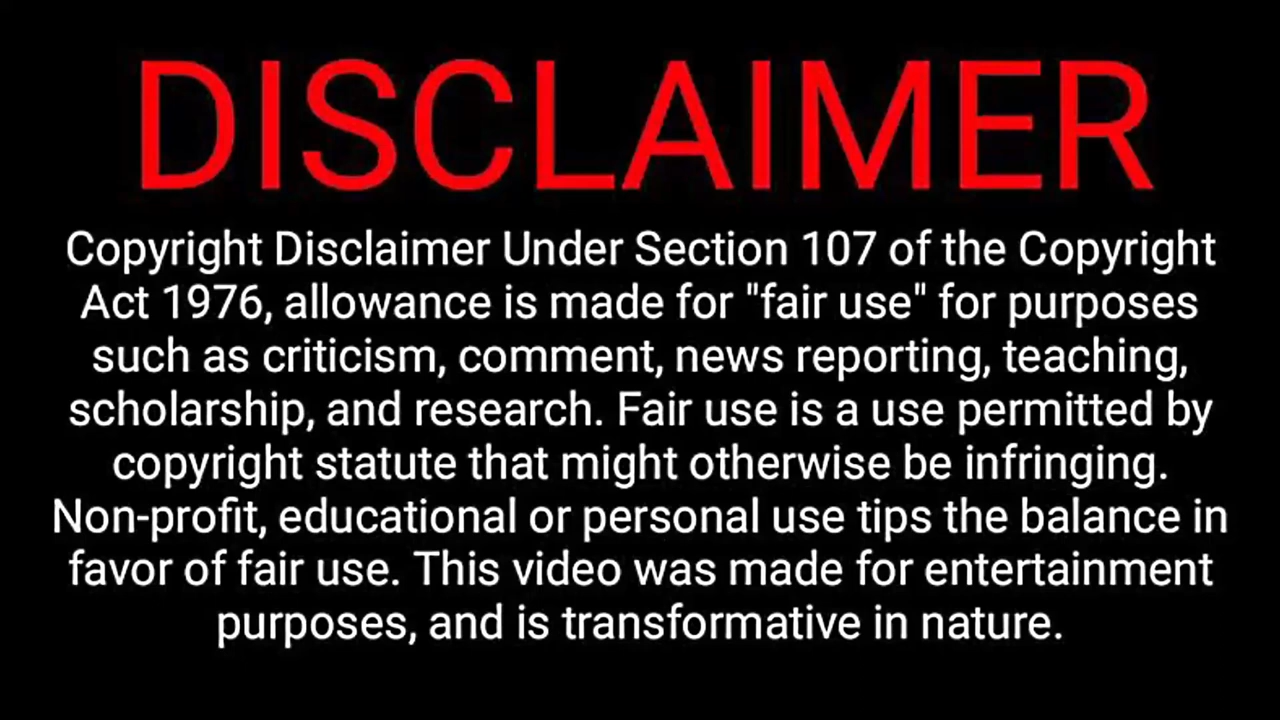 DISCLAIMER
Copyright Disclaimer Under Section 107 of the Copyright
Act 1976, allowance is made for "fair use" for purposes
such as criticism, comment, news reporting, teaching,
scholarship, and research. Fair use is a use permitted by
copyright statute that might otherwise be infringing.
Non-profit, educational or personal use tips the balance in
favor of fair use. This video was made for entertainment
purposes, and is transformative in nature.